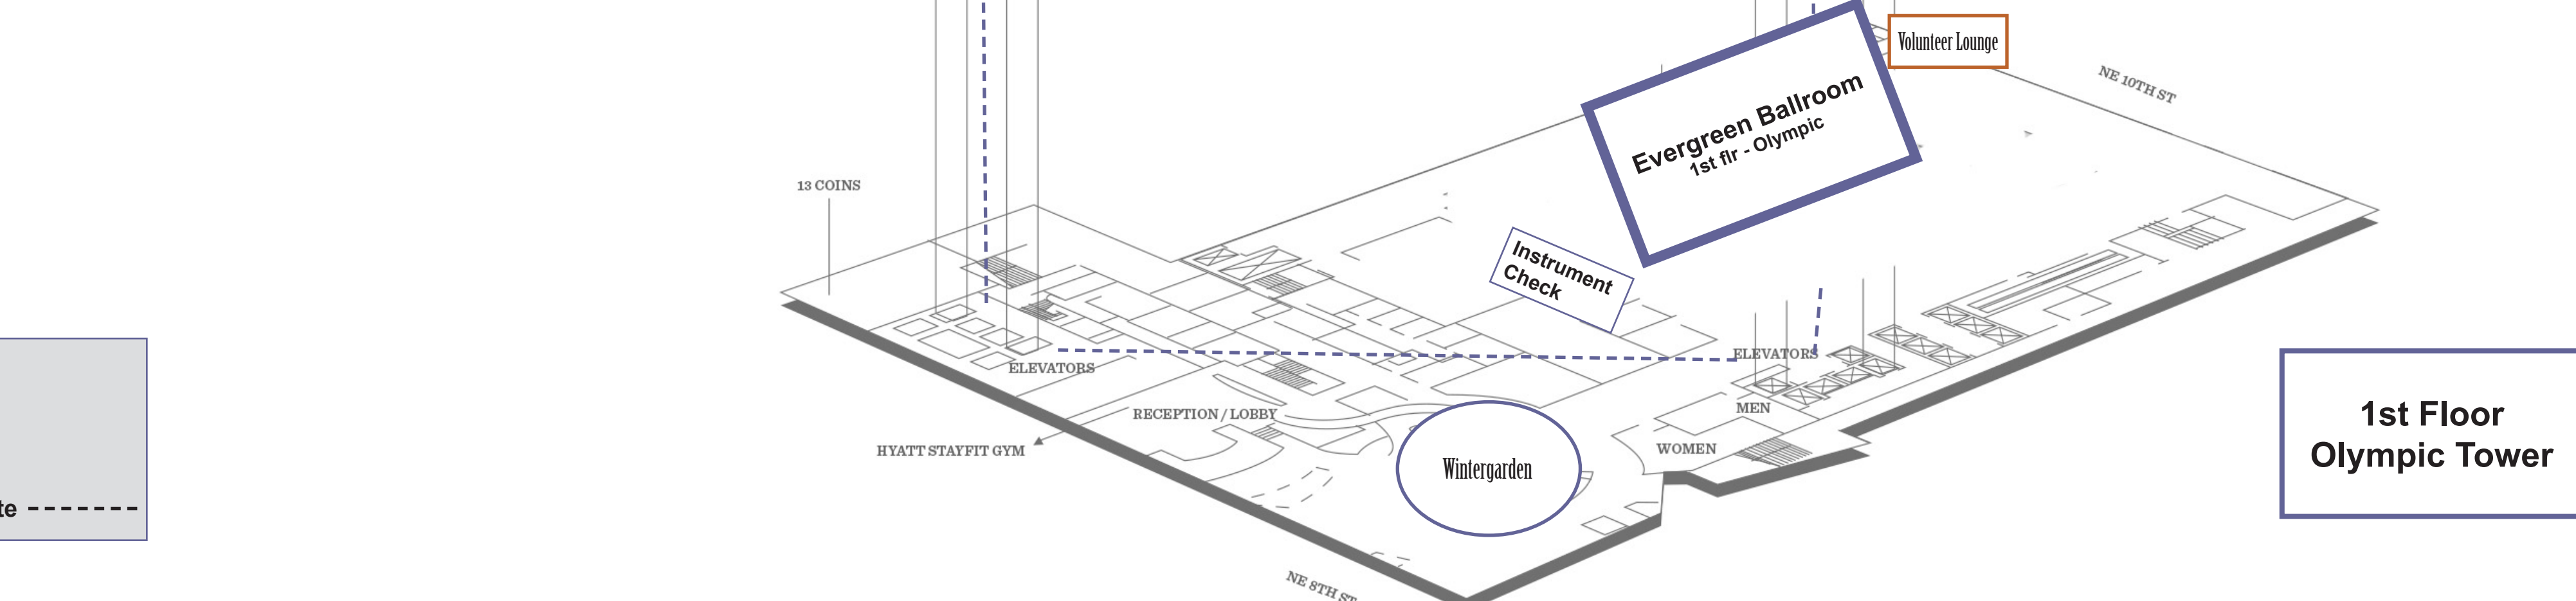 Volunteer Lounge
NE 10TH ST
Evergreen Ballroom
1st flr - Olympic
13 COINS
Instrument
Check
ELEVATORS
ELEVATORS
MEN
RECEPTION / LOBBY
HYATT STAYFIT GYM
WOMEN
Wintergarden
1st Floor
Olympic Tower
te
NE 8TH ST